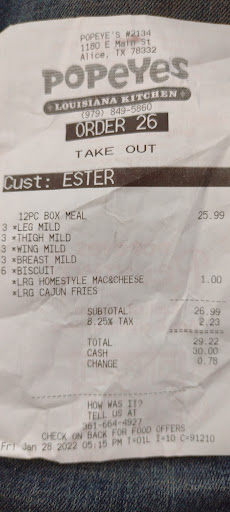 POPEYE'S #2134
1180 E Main St
Alice, TX 78332
POPEYES
LOUISIANA KITCHEN
(979) 849-5860
ORDER 26
TAKE OUT
Cust: ESTER
12PC BOX MEAL 25.99
3 *LEG MILD
3 *THIGH MILD
3 *WING MILD
3 *BREAST MILD
6 *BISCUIT
*LRG HOMESTYLE MAC&CHEESE 1.00
*LRG CAJUN FRIES
SUBTOTAL 26.99
8.25% TAX 2.23
TOTAL 29.22
CASH 30.00
CHANGE 0.78
HOW WAS IT?
TELL US AT
361-664-4927
CHECK ON BACK FOR FOOD OFFERS
Fri Jan 28 2022 05:15 PM T=01L I=10 C=91210